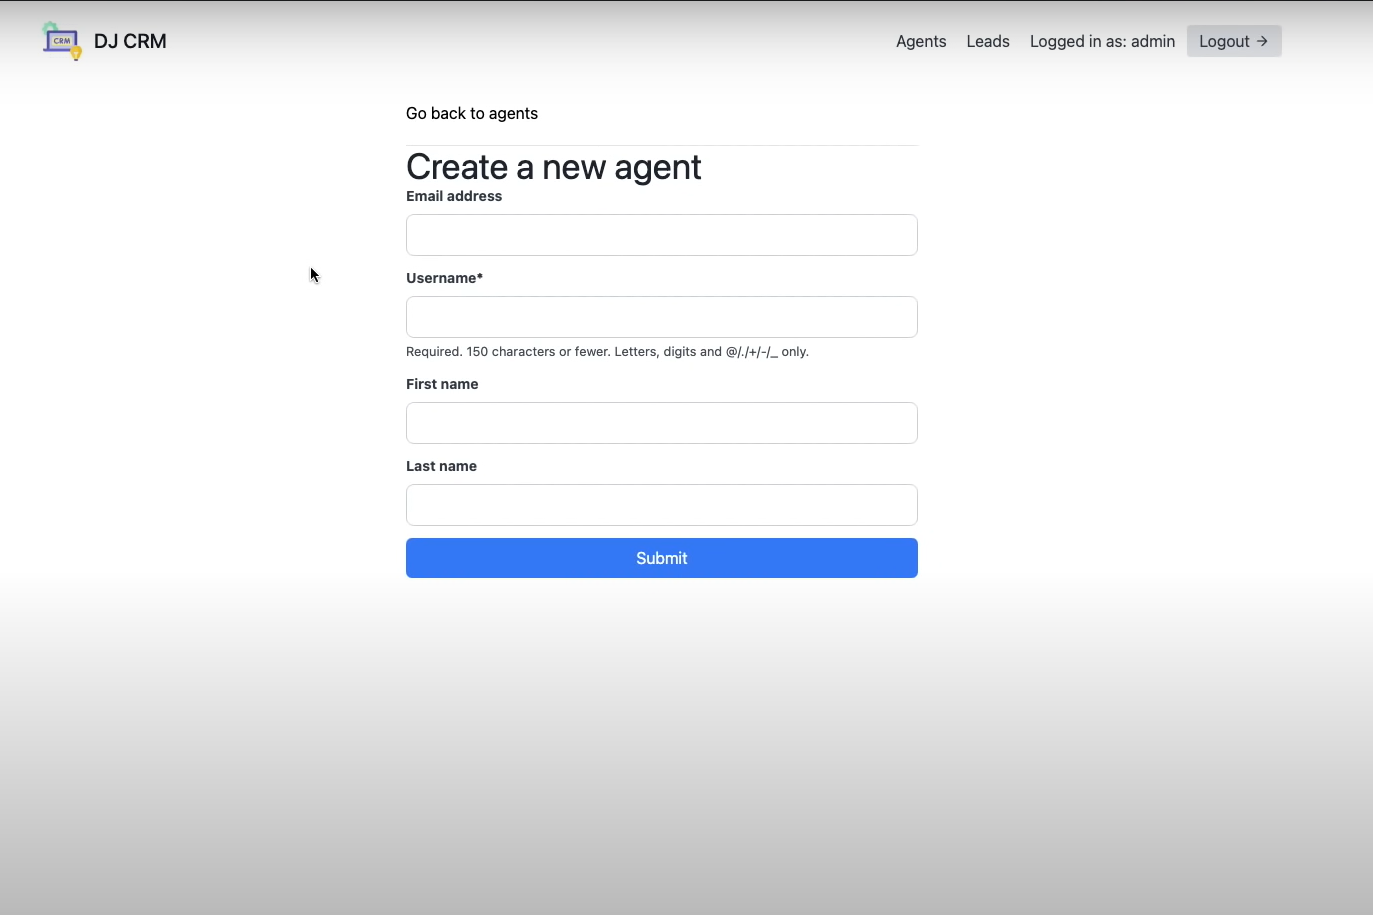 CRM
DJ CRM
Agents Leads Logged in as: admin Logout →
Go back to agents
Create a new agent
Email address
Username*
Required. 150 characters or fewer. Letters, digits and @/./+/-/_ only.
First name
Last name
Submit